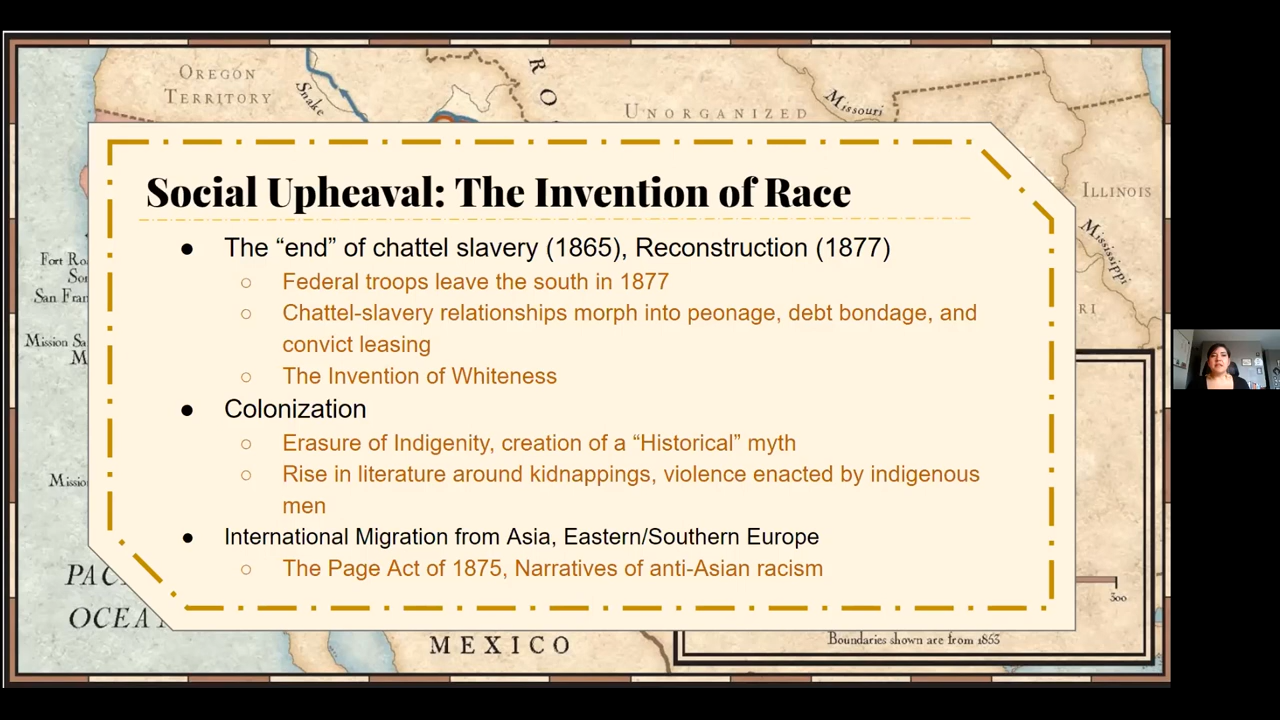 OREGON
TERRITORY
Snake
R O
UNORGANIZED
Missouri
ILLINOIS
Mississippi
Social Upheaval: The Invention of Race
● The “end” of chattel slavery (1865), Reconstruction (1877)
○ Federal troops leave the south in 1877
○ Chattel-slavery relationships morph into peonage, debt bondage, and
convict leasing
○ The Invention of Whiteness
● Colonization
○ Erasure of Indigenity, creation of a “Historical” myth
○ Rise in literature around kidnappings, violence enacted by indigenous
men
● International Migration from Asia, Eastern/Southern Europe
○ The Page Act of 1875, Narratives of anti-Asian racism
Fort Ro
So
San Fran
Mission Sa
M
Missio
RI
PAC
OCEA
MEXICO
300
Boundaries shown are from 1853